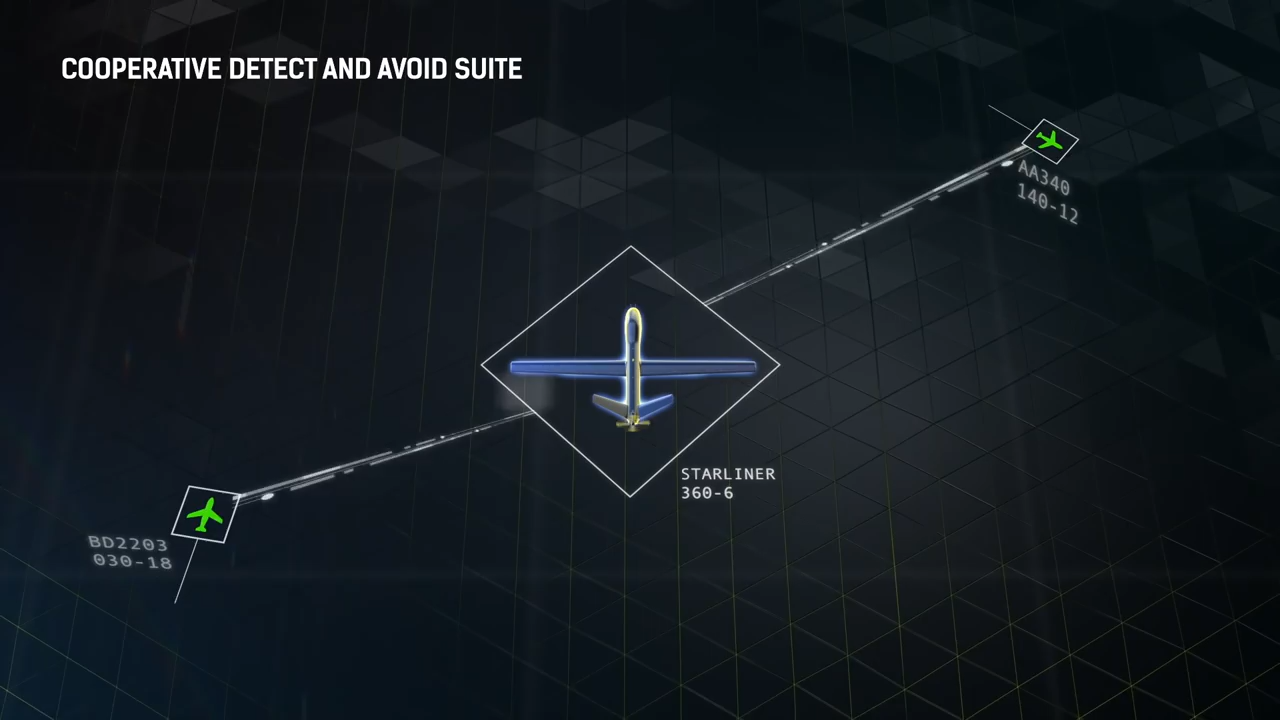 COOPERATIVE DETECT AND AVOID SUITE
AA340
140-12
STARLINER
360-6
BD2203
030-18